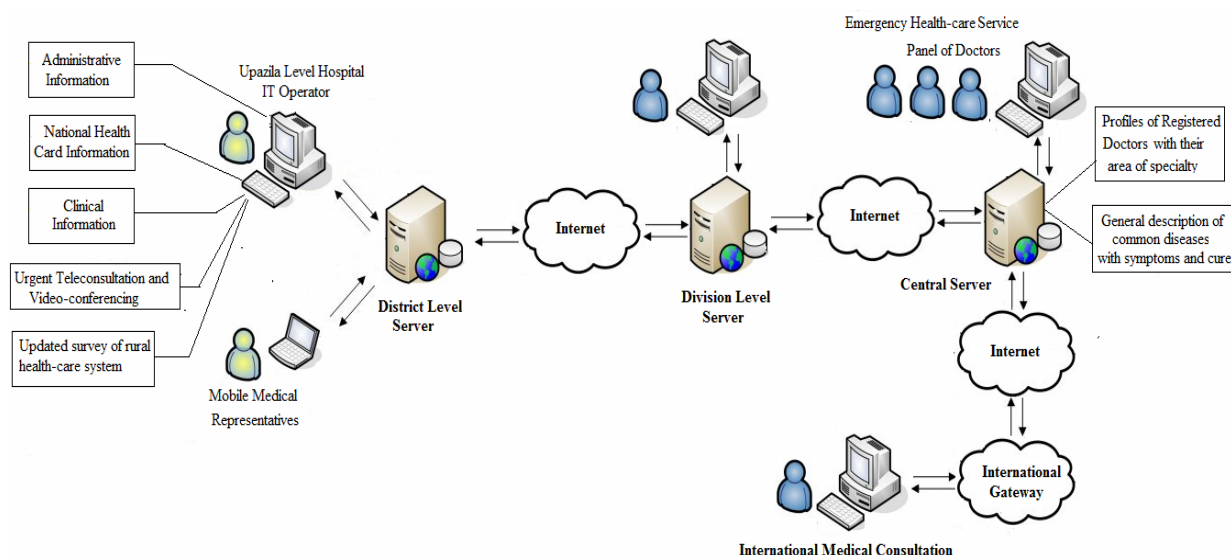 Administrative
Information
National Health
Card Information
Clinical
Information
Urgent Teleconsultation and
Video-conferencing
Updated survey of rural
health-care system
Upazila Level Hospital
IT Operator
Mobile Medical
Representatives
District Level
Server
Internet
Division Level
Server
Internet
Emergency Health-care Service
Panel of Doctors
Central Server
Profiles of Registered
Doctors with their
area of specialty
General description of
common diseases
with symptoms and cure
Internet
International
Gateway
International Medical Consultation